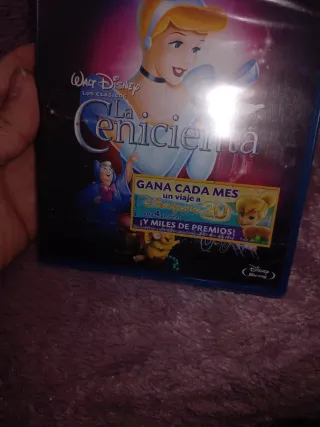 WALT DISNEY
LOS CLÁSICOS
La
Cenicienta
GANA CADA MES
un viaje a
¡Y MILES DE PREMIOS!
Disney
Blu-ray